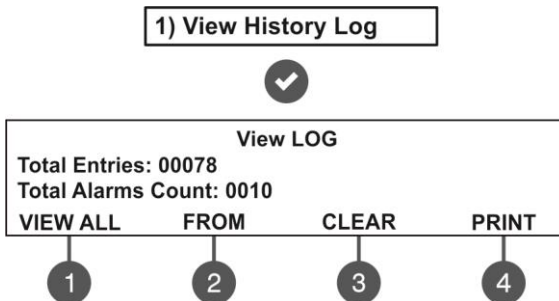 1) View History Log
View LOG
Total Entries: 00078
Total Alarms Count: 0010
VIEW ALL FROM CLEAR PRINT
1 2 3 4